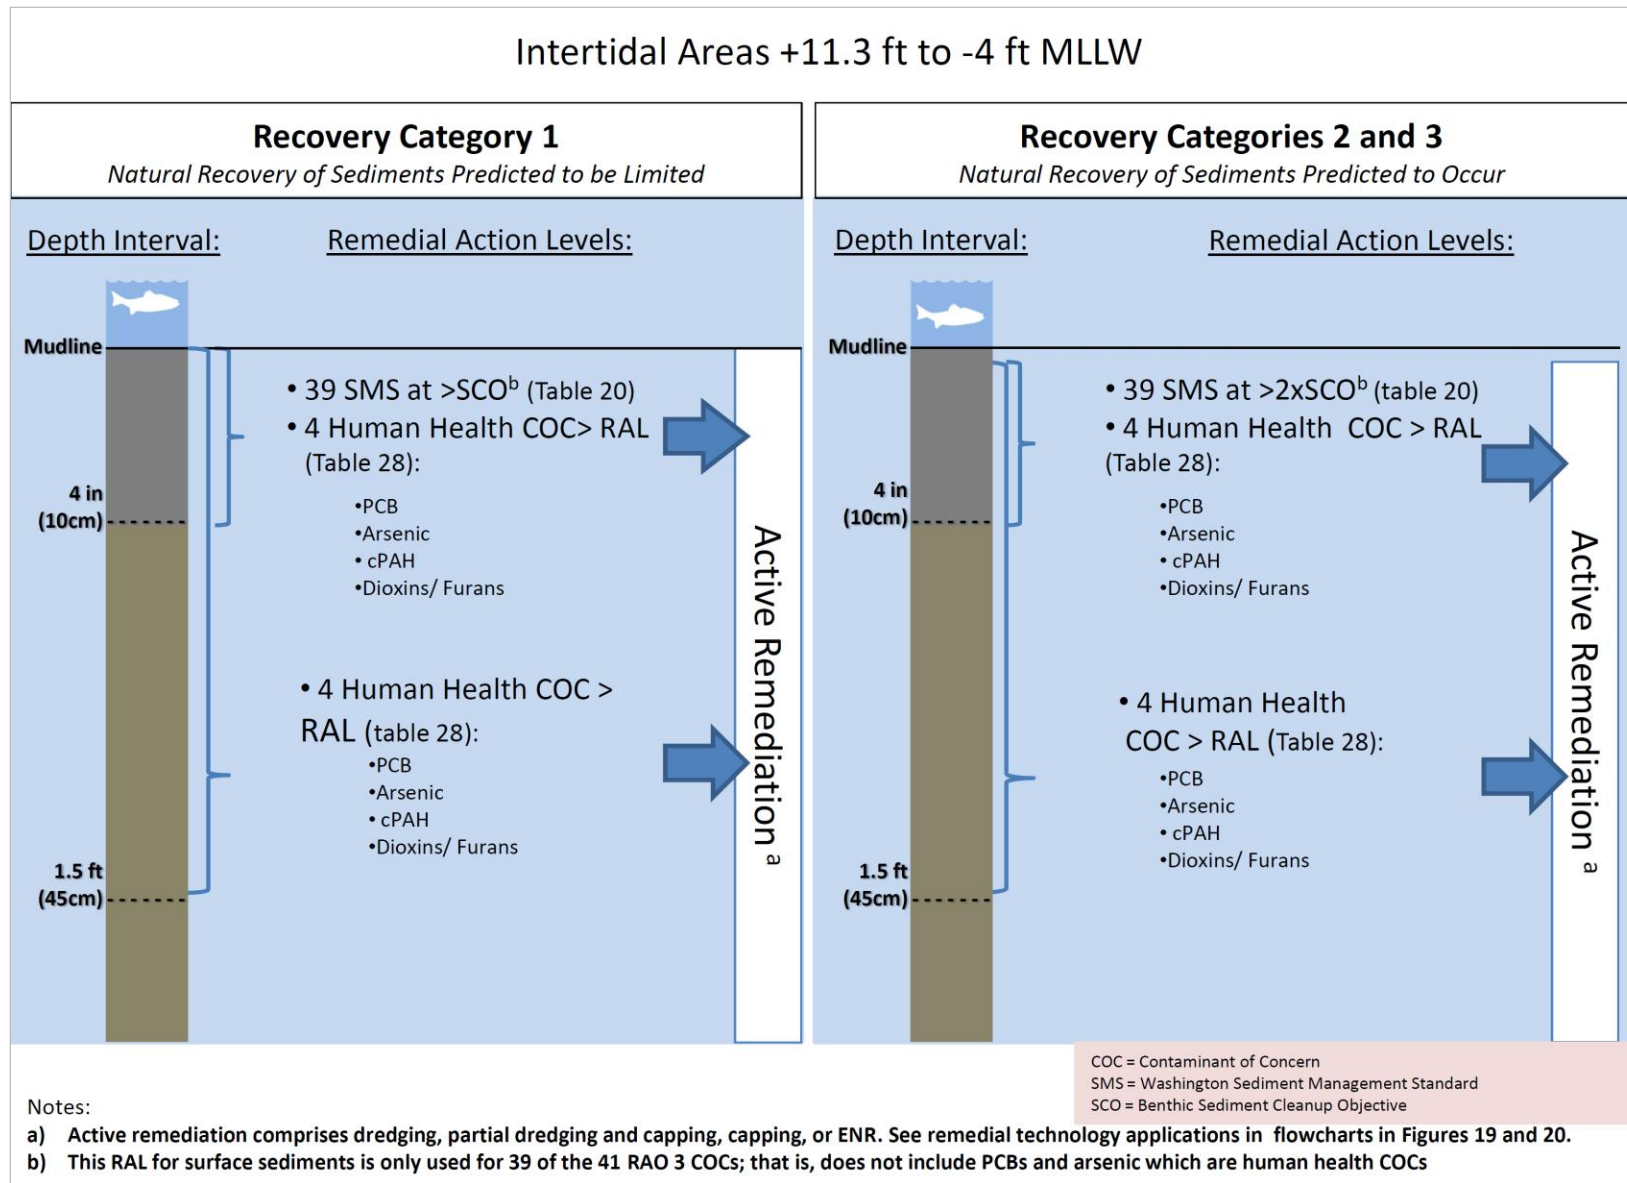 Intertidal Areas +11.3 ft to -4 ft MLLW
Recovery Category 1
Natural Recovery of Sediments Predicted to be Limited
Depth Interval:
Remedial Action Levels:
Mudline
• 39 SMS at >SCOᵇ (Table 20)
• 4 Human Health COC> RAL
(Table 28):
4 in
(10cm)
•PCB
•Arsenic
• cPAH
•Dioxins/ Furans
• 4 Human Health COC >
RAL (table 28):
•PCB
•Arsenic
• cPAH
•Dioxins/ Furans
1.5 ft
(45cm)
Active Remediation ᵃ
Recovery Categories 2 and 3
Natural Recovery of Sediments Predicted to Occur
Depth Interval:
Remedial Action Levels:
Mudline
• 39 SMS at >2xSCOᵇ (table 20)
• 4 Human Health COC > RAL
(Table 28):
4 in
(10cm)
•PCB
•Arsenic
• cPAH
•Dioxins/ Furans
• 4 Human Health
COC > RAL (Table 28):
•PCB
•Arsenic
• cPAH
•Dioxins/ Furans
1.5 ft
(45cm)
Active Remediation ᵃ
COC = Contaminant of Concern
SMS = Washington Sediment Management Standard
SCO = Benthic Sediment Cleanup Objective
Notes:
a) Active remediation comprises dredging, partial dredging and capping, capping, or ENR. See remedial technology applications in flowcharts in Figures 19 and 20.
b) This RAL for surface sediments is only used for 39 of the 41 RAO 3 COCs; that is, does not include PCBs and arsenic which are human health COCs